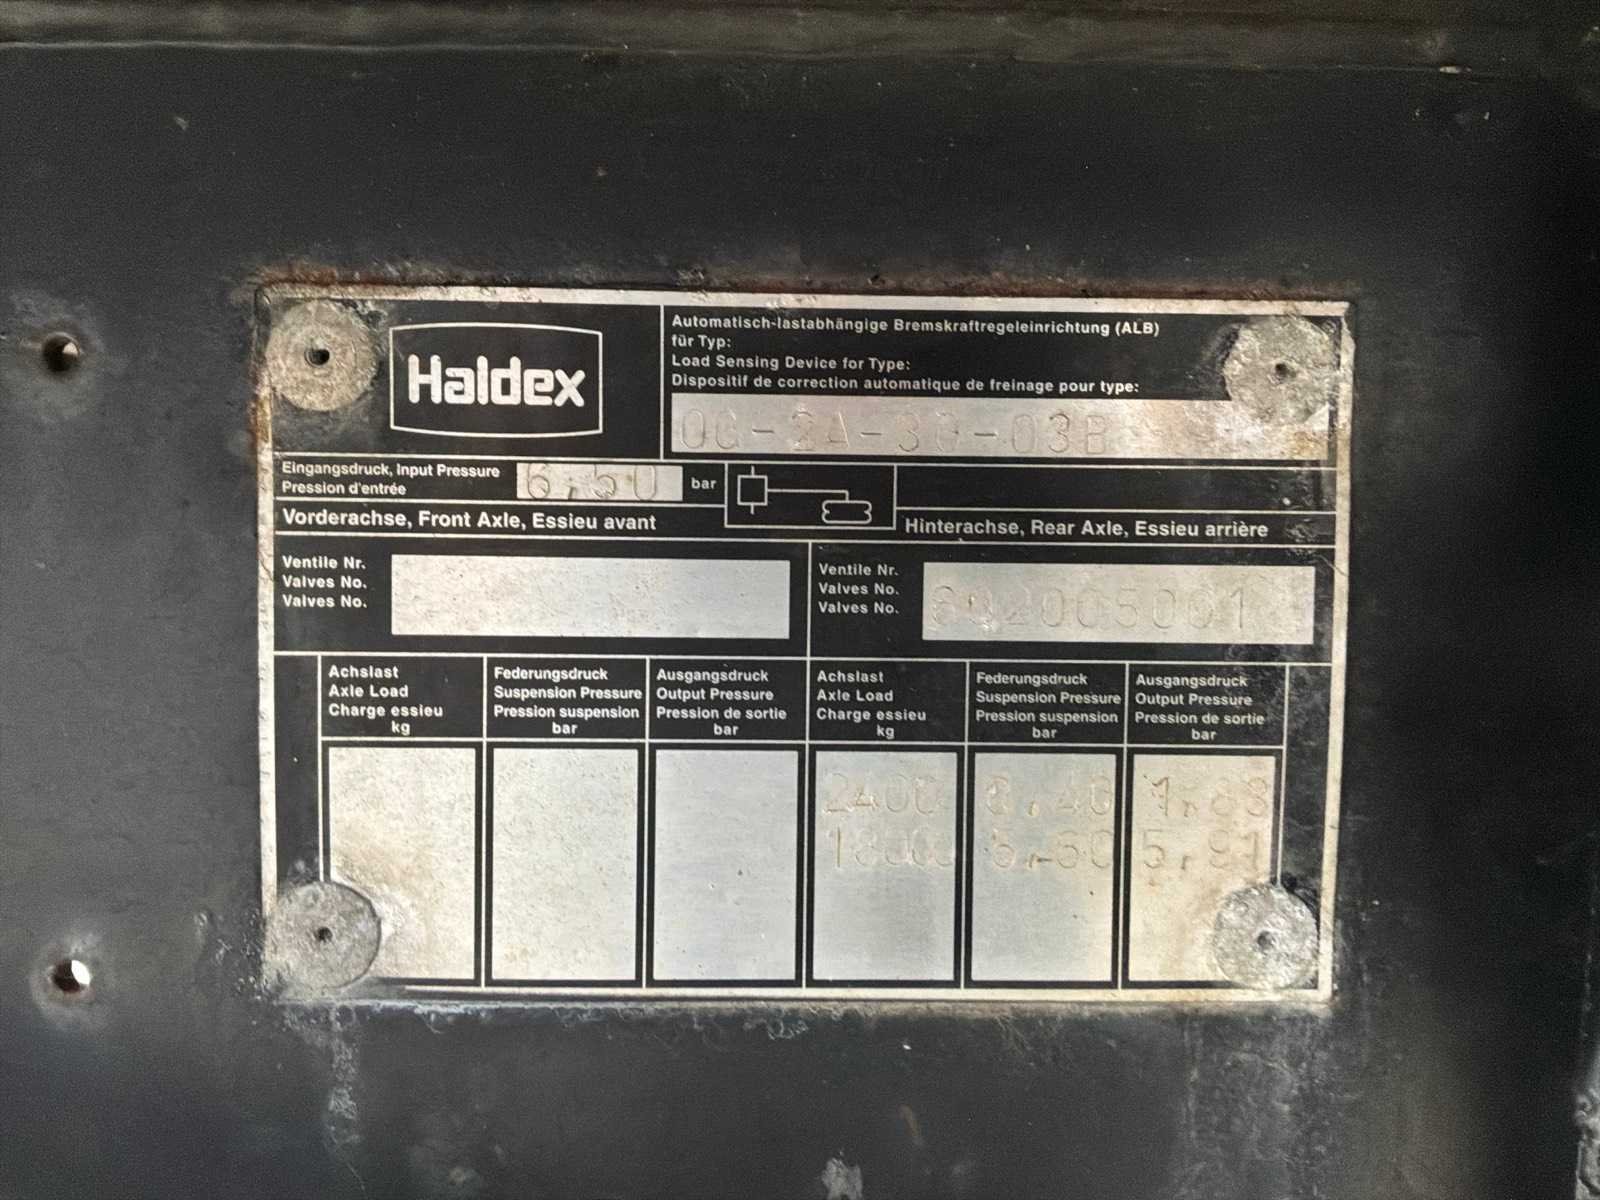 Haldex
Automatisch-lastabhängige Bremskraftregeleinrichtung (ALB)
für Typ:
Load Sensing Device for Type:
Dispositif de correction automatique de freinage pour type:
Eingangsdruck, Input Pressure
Pression d'entrée
6,50 bar
Vorderachse, Front Axle, Essieu avant
Hinterachse, Rear Axle, Essieu arrière
Ventile Nr.
Valves No.
Valves No.
Ventile Nr.
Valves No.
Valves No.
602005001
Achslast
Axle Load
Charge essieu
kg
Federungsdruck
Suspension Pressure
Pression suspension
bar
Ausgangsdruck
Output Pressure
Pression de sortie
bar
Achslast
Axle Load
Charge essieu
kg
Federungsdruck
Suspension Pressure
Pression suspension
bar
Ausgangsdruck
Output Pressure
Pression de sortie
bar
2400 0,40
18000